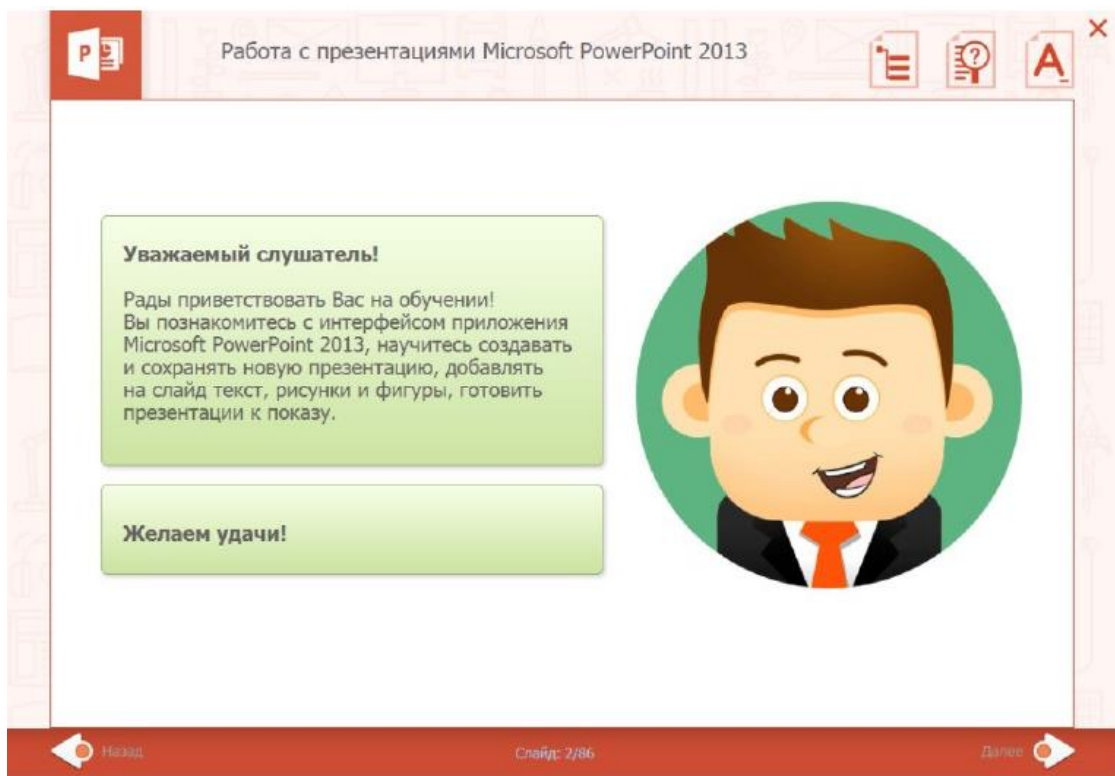 Работа с презентациями Microsoft PowerPoint 2013
Уважаемый слушатель!
Рады приветствовать Вас на обучении!
Вы познакомитесь с интерфейсом приложения
Microsoft PowerPoint 2013, научитесь создавать
и сохранять новую презентацию, добавлять
на слайд текст, рисунки и фигуры, готовить
презентации к показу.
Желаем удачи!
Назад
Слайд: 2/86
Далее